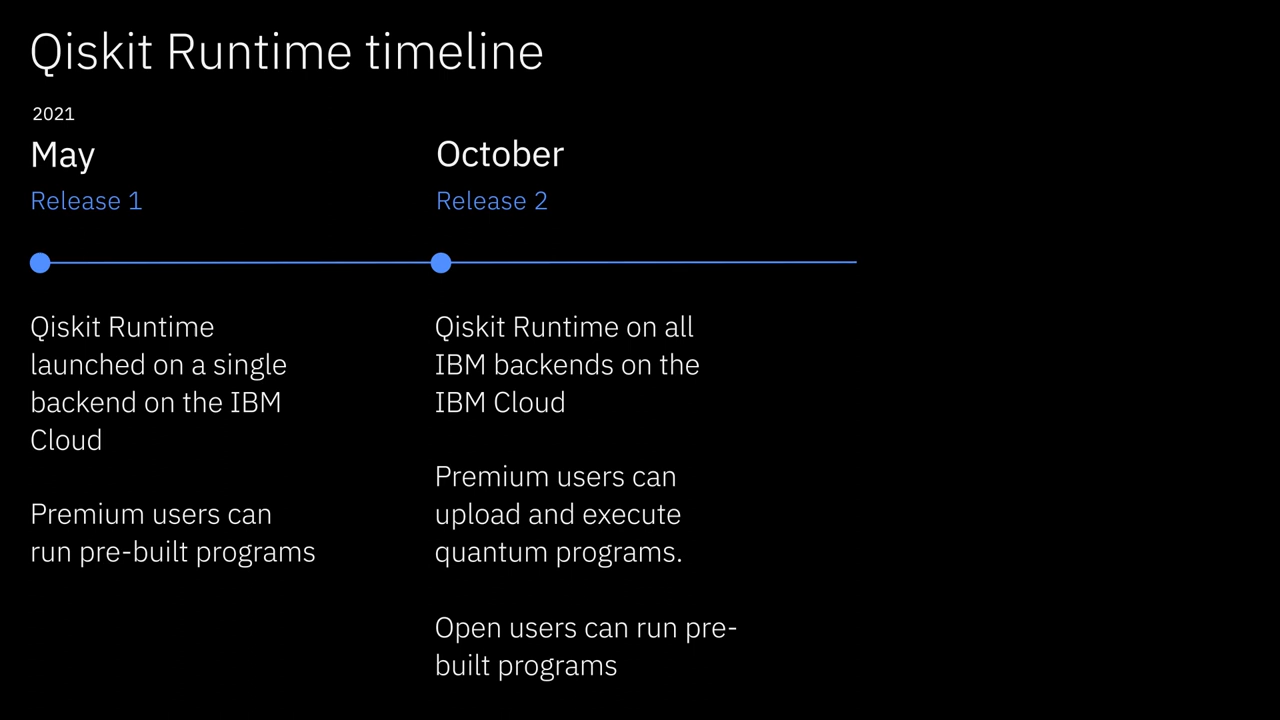 Qiskit Runtime timeline
2021
May
Release 1
Qiskit Runtime
launched on a single
backend on the IBM
Cloud
Premium users can
run pre-built programs
October
Release 2
Qiskit Runtime on all
IBM backends on the
IBM Cloud
Premium users can
upload and execute
quantum programs.
Open users can run pre-
built programs